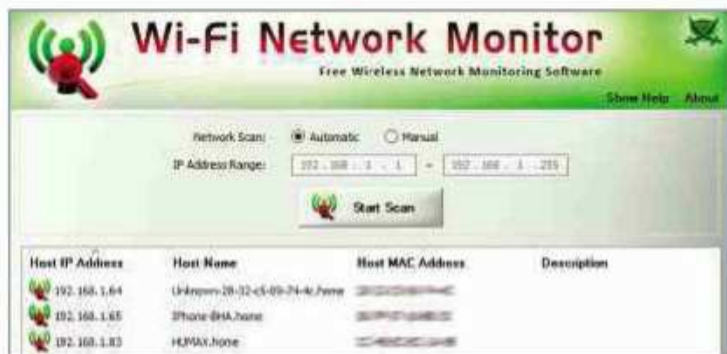 Wi-Fi Network Monitor
Free Wireless Network Monitoring Software
Show Help About
Network Scan: Automatic Manual
IP Address Range: 192 . 168 . 1 . 1 - 192 . 168 . 1 . 255
Start Scan
Host IP Address Host Name Host MAC Address Description
192.168.1.64
192.168.1.65 iPhone-BHA.home
192.168.1.83 HUMAX.home